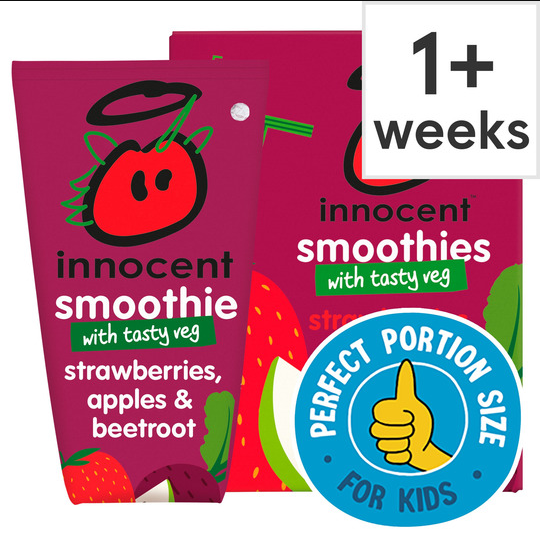 1+
weeks
innocent
smoothie
with tasty veg
strawberries,
apples &
beetroot
innocent™
smoothies
with tasty veg
PERFECT PORTION SIZE
• FOR KIDS •